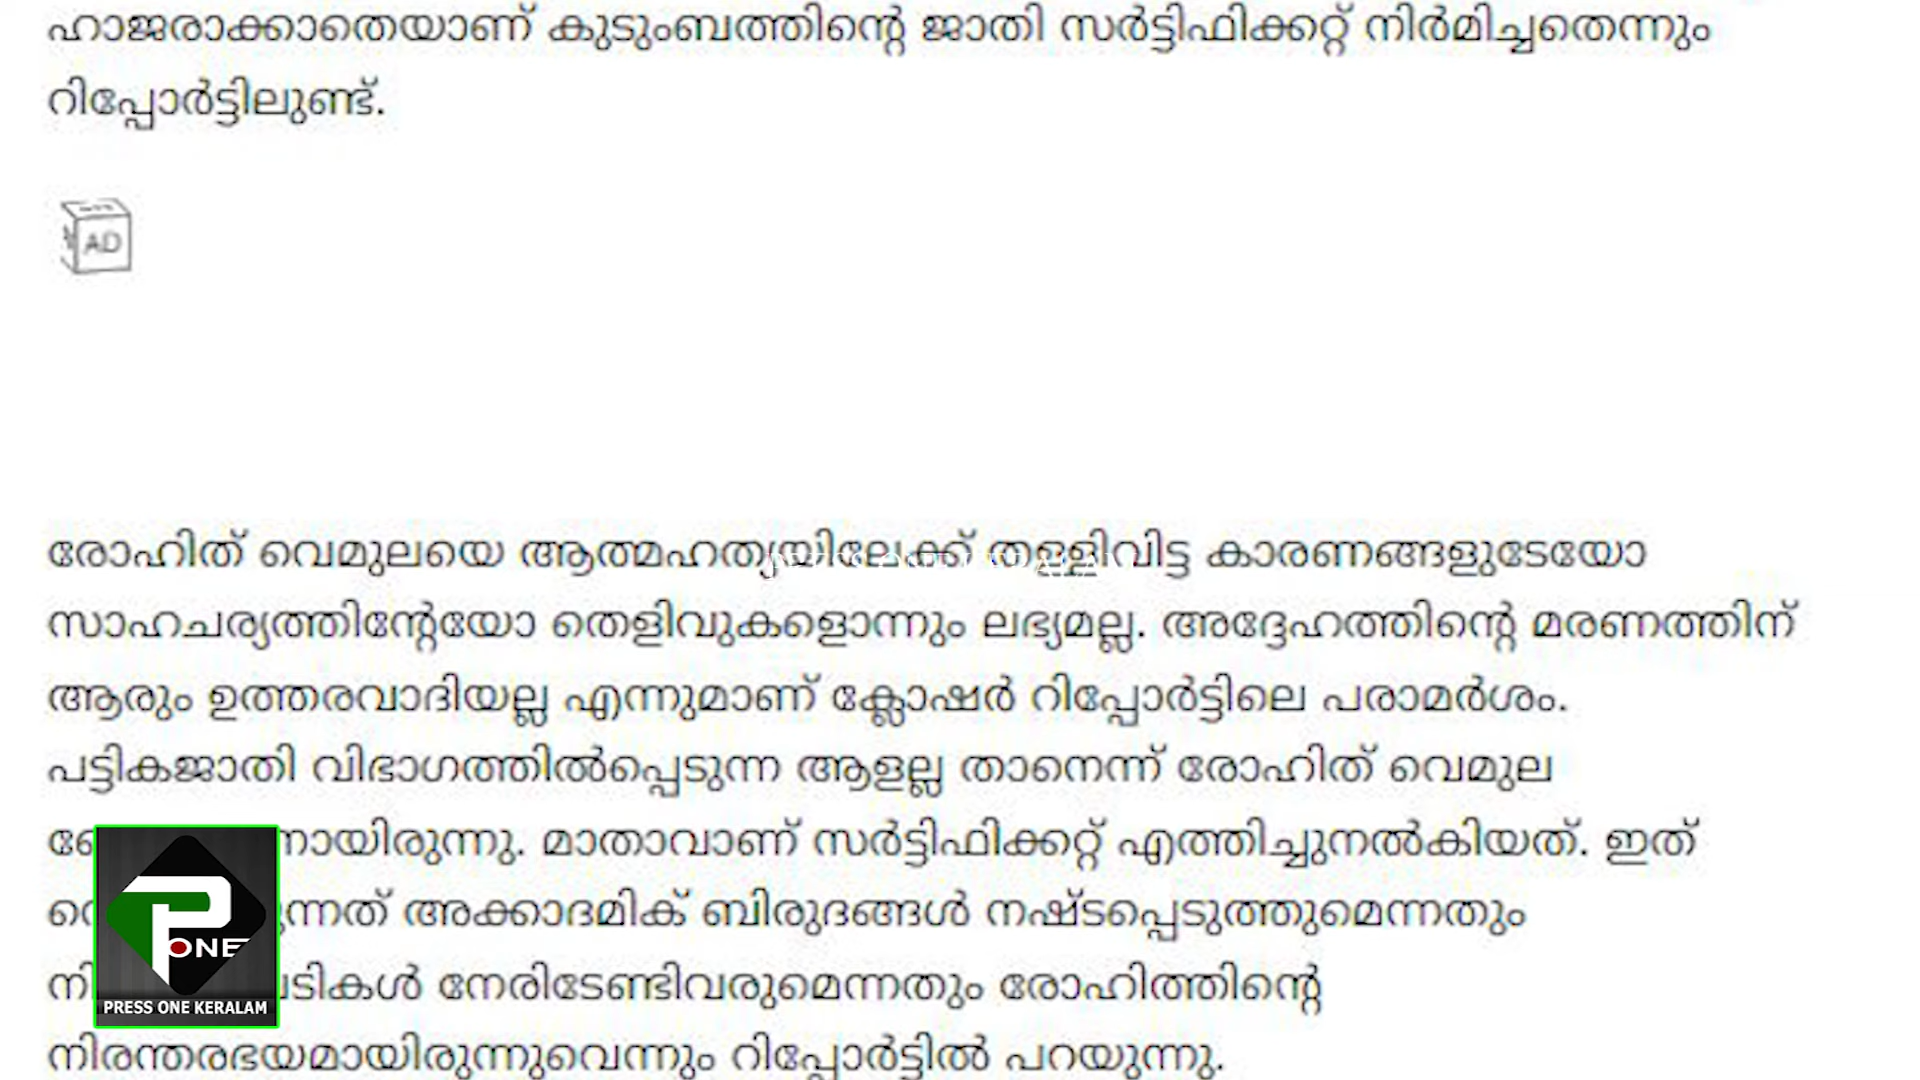 ഹാജരാക്കാതെയാണ് കുടുംബത്തിന്റെ ജാതി സർട്ടിഫിക്കറ്റ് നിർമിച്ചതെന്നും
റിപ്പോർട്ടിലുണ്ട്.
AD
രോഹിത് വെമുലയെ ആത്മഹത്യയിലേക്ക് തള്ളിവിട്ട കാരണങ്ങളുടേയോ
സാഹചര്യത്തിന്റേയോ തെളിവുകളൊന്നും ലഭ്യമല്ല. അദ്ദേഹത്തിന്റെ മരണത്തിന്
ആരും ഉത്തരവാദിയല്ല എന്നുമാണ് ക്ലോഷർ റിപ്പോർട്ടിലെ പരാമർശം.
പട്ടികജാതി വിഭാഗത്തിൽപ്പെടുന്ന ആളല്ല താനെന്ന് രോഹിത് വെമുല
മാതാവാണ് സർട്ടിഫിക്കറ്റ് എത്തിച്ചുനൽകിയത്. ഇത്
അക്കാദമിക് ബിരുദങ്ങൾ നഷ്ടപ്പെടുത്തുമെന്നതും
നേരിടേണ്ടിവരുമെന്നതും രോഹിത്തിന്റെ
നിരന്തരഭയമായിരുന്നുവെന്നും റിപ്പോർട്ടിൽ പറയുന്നു.
P ONE
PRESS ONE KERALAM